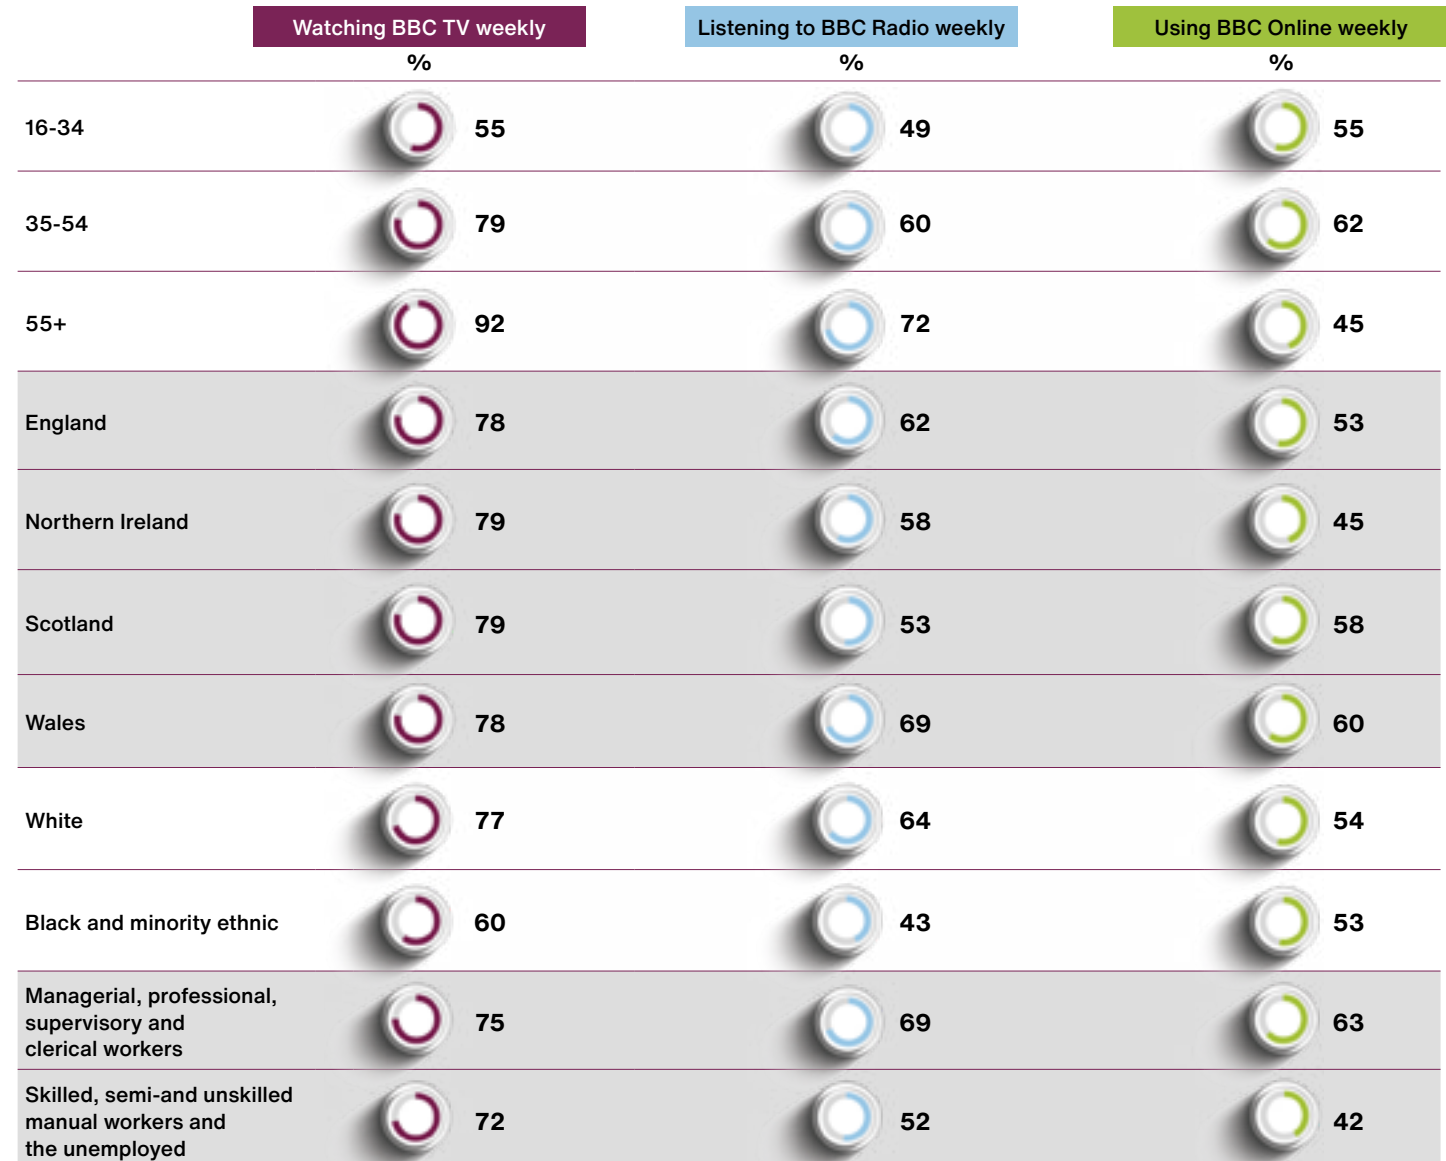 Watching BBC TV weekly Listening to BBC Radio weekly Using BBC Online weekly
% % %
16-34 55 49 55
35-54 79 60 62
55+ 92 72 45
England 78 62 53
Northern Ireland 79 58 45
Scotland 79 53 58
Wales 78 69 60
White 77 64 54
Black and minority ethnic 60 43 53
Managerial, professional,
supervisory and 75 69 63
clerical workers
Skilled, semi-and unskilled
manual workers and 72 52 42
the unemployed